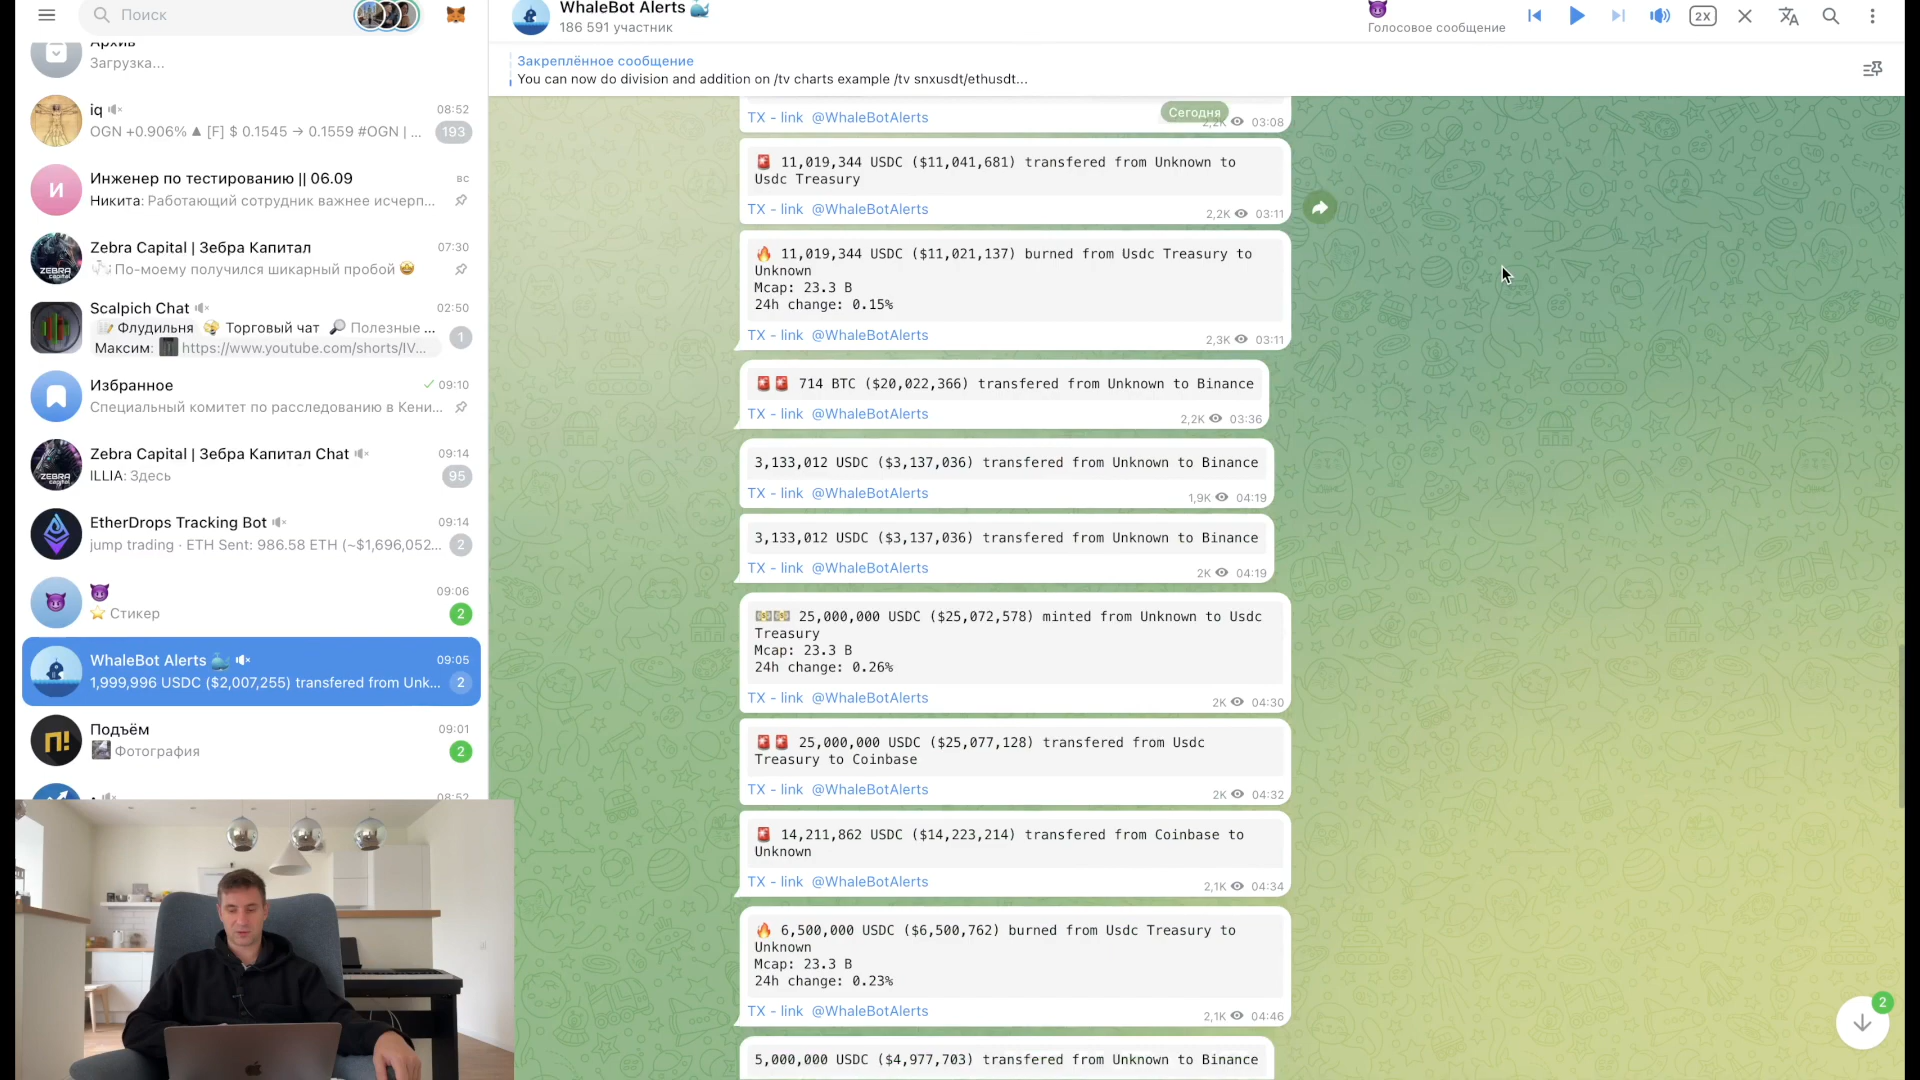 Поиск
Архив
Загрузка...
iq
08:52
OGN +0.906% ▲ [F] $ 0.1545 → 0.1559 #OGN | ...
193
Инженер по тестированию || 06.09
вс
Никита: Работающий сотрудник важнее исчерп...
Zebra Capital | Зебра Капитал
07:30
По-моему получился шикарный пробой
Scalpich Chat
02:50
Флудильня Торговый чат Полезные ...
Максим: https://www.youtube.com/shorts/IV...
1
Избранное
09:10
Специальный комитет по расследованию в Кени...
Zebra Capital | Зебра Капитал Chat
09:14
ILLIA: Здесь
95
EtherDrops Tracking Bot
09:14
jump trading · ETH Sent: 986.58 ETH (~$1,696,052...
2
09:06
Стикер
2
WhaleBot Alerts
09:05
1,999,996 USDC ($2,007,255) transfered from Unk...
2
Подъём
09:01
Фотография
2
08:52
WhaleBot Alerts
186 591 участник
Голосовое сообщение
2X
Закреплённое сообщение
You can now do division and addition on /tv charts example /tv snxusdt/ethusdt...
Сегодня
TX - link @WhaleBotAlerts
2,2K 03:08
11,019,344 USDC ($11,041,681) transfered from Unknown to
Usdc Treasury
TX - link @WhaleBotAlerts
2,2K 03:11
11,019,344 USDC ($11,021,137) burned from Usdc Treasury to
Unknown
Mcap: 23.3 B
24h change: 0.15%
TX - link @WhaleBotAlerts
2,3K 03:11
714 BTC ($20,022,366) transfered from Unknown to Binance
TX - link @WhaleBotAlerts
2,2K 03:36
3,133,012 USDC ($3,137,036) transfered from Unknown to Binance
TX - link @WhaleBotAlerts
1,9K 04:19
3,133,012 USDC ($3,137,036) transfered from Unknown to Binance
TX - link @WhaleBotAlerts
2K 04:19
25,000,000 USDC ($25,072,578) minted from Unknown to Usdc
Treasury
Mcap: 23.3 B
24h change: 0.26%
TX - link @WhaleBotAlerts
2K 04:30
25,000,000 USDC ($25,077,128) transfered from Usdc
Treasury to Coinbase
TX - link @WhaleBotAlerts
2K 04:32
14,211,862 USDC ($14,223,214) transfered from Coinbase to
Unknown
TX - link @WhaleBotAlerts
2,1K 04:34
6,500,000 USDC ($6,500,762) burned from Usdc Treasury to
Unknown
Mcap: 23.3 B
24h change: 0.23%
TX - link @WhaleBotAlerts
2,1K 04:46
5,000,000 USDC ($4,977,703) transfered from Unknown to Binance
2
И
ZEBRA
ZEBRA
П!